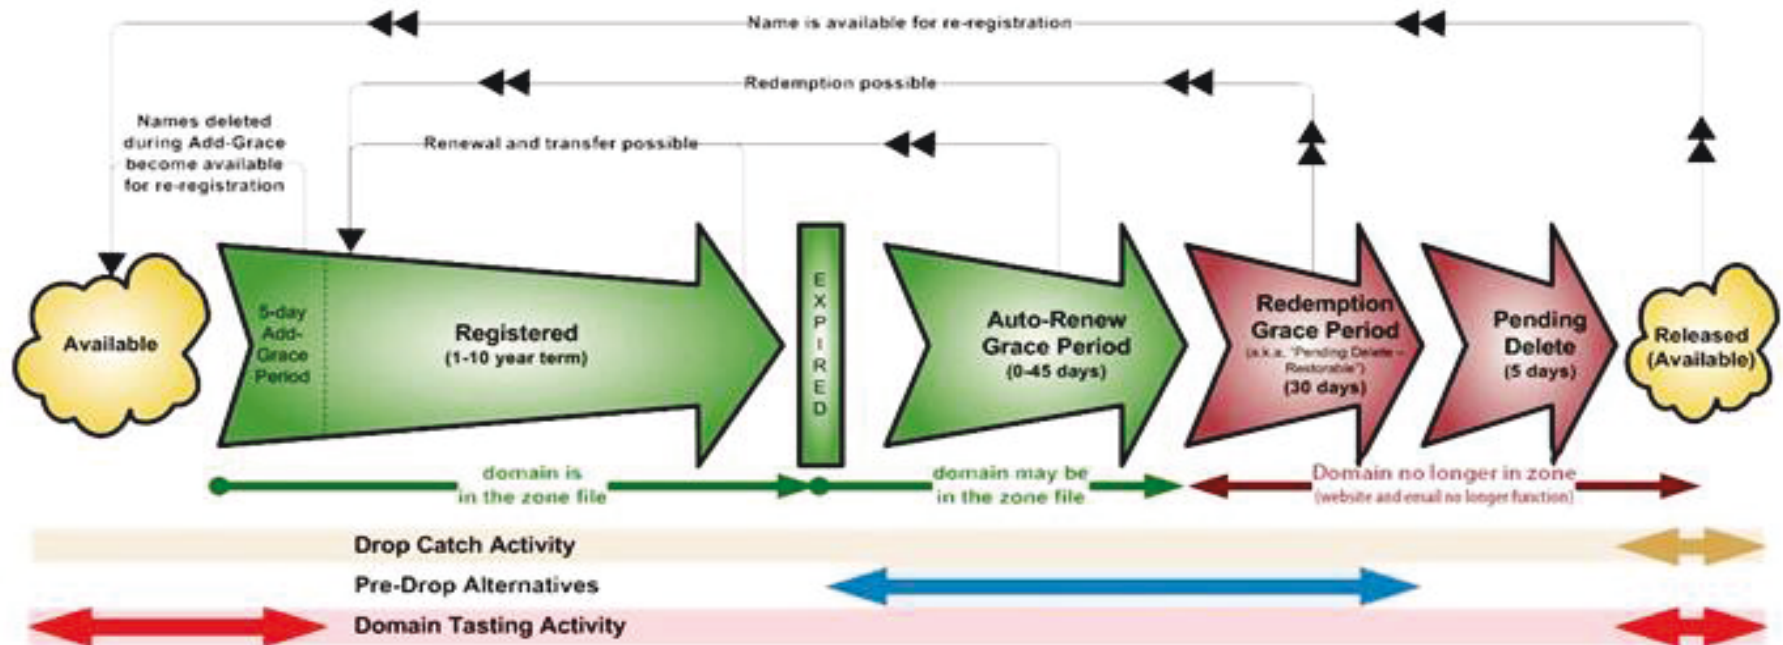 Name is available for re-registration
Redemption possible
Renewal and transfer possible
Names deleted
during Add-Grace
become available
for re-registration
Available
5-day
Add-
Grace
Period
Registered
(1-10 year term)
EXPIRED
Auto-Renew
Grace Period
(0-45 days)
Redemption
Grace Period
(a.k.a. "Pending Delete –
Restorable")
(30 days)
Pending
Delete
(5 days)
Released
(Available)
domain is
in the zone file
domain may be
in the zone file
Domain no longer in zone
(website and email no longer function)
Drop Catch Activity
Pre-Drop Alternatives
Domain Tasting Activity